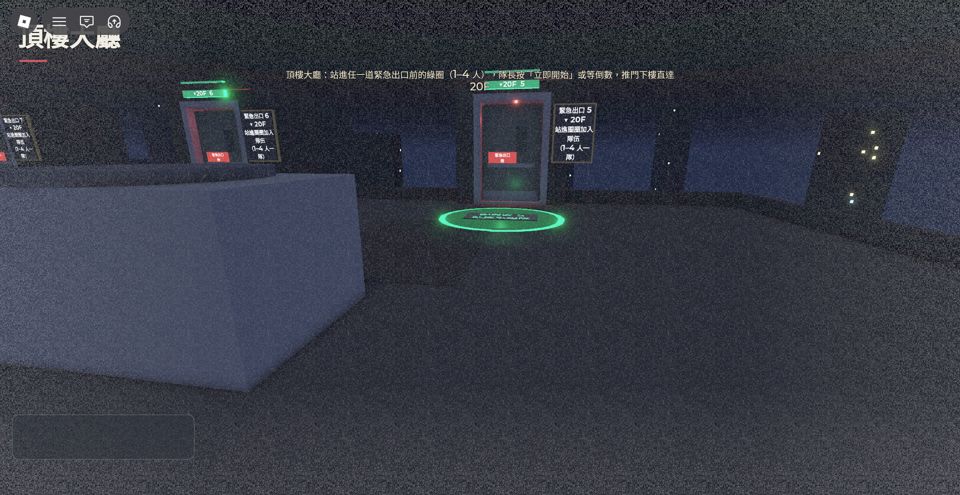 頂樓大廳
頂樓大廳：站進任一道緊急出口前的綠圈（1–4 人），隊長按「立即開始」或等倒數，推門下樓直達
20F
▼20F 6
▼20F 5
緊急出口 7
▼ 20F
緊急出口 6
▼ 20F
站進圈圈加入
隊伍
（1–4 人一
隊）
緊急出口 5
▼ 20F
站進圈圈加入
隊伍
（1–4 人一
隊）